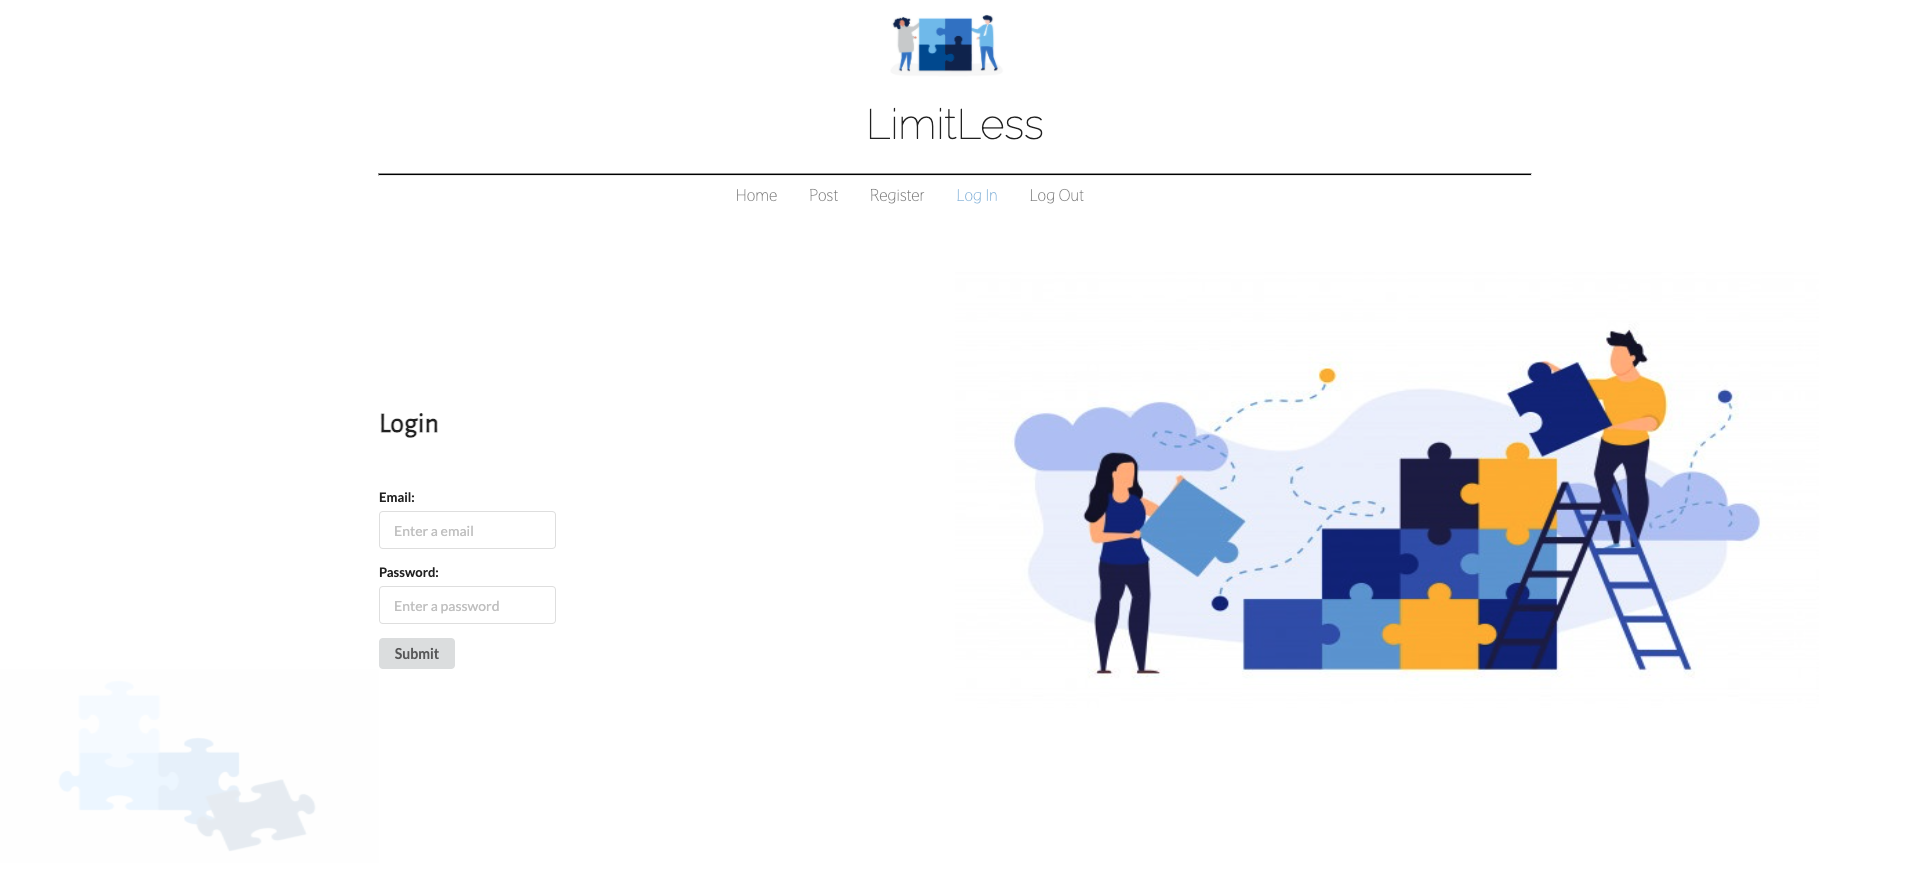 LimitLess
Home Post Register Log In Log Out
Login
Email:
Enter a email
Password:
Enter a password
Submit